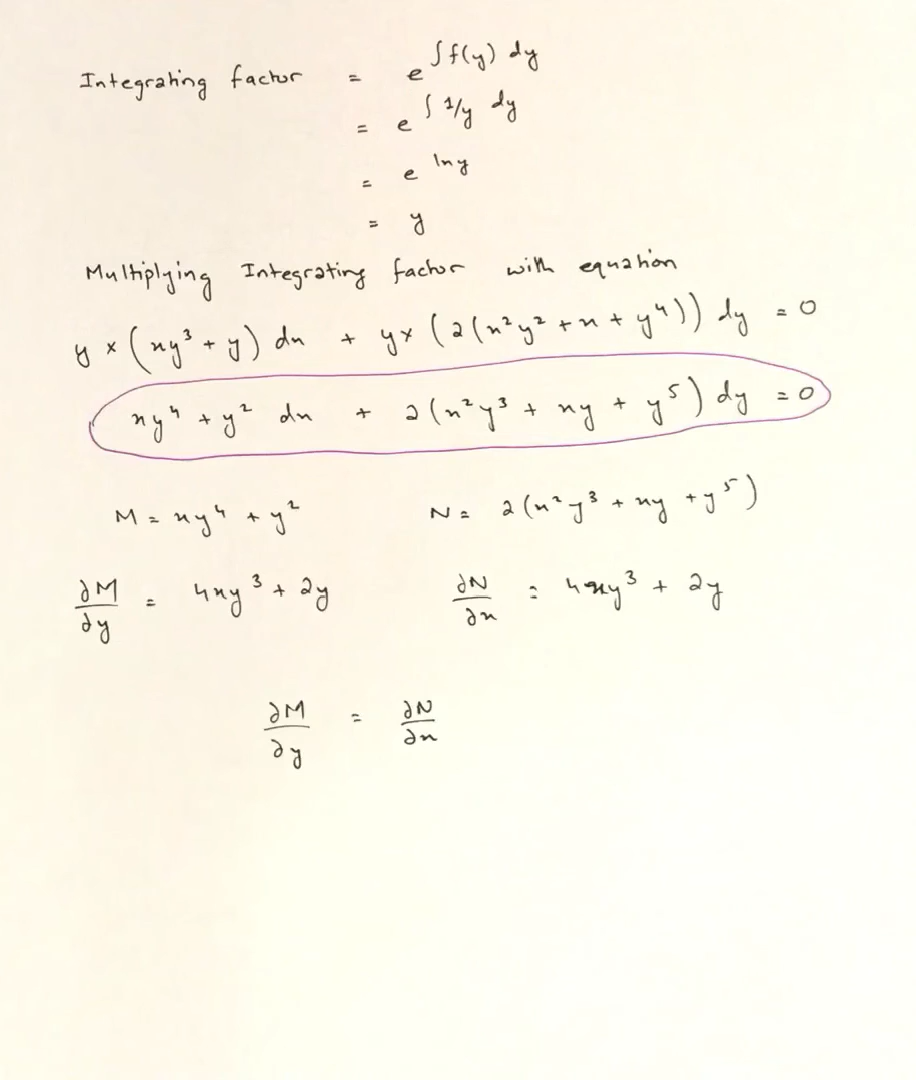 Integrating factor = e^{∫f(y) dy}
= e^{∫ 1/y dy}
= e^{ln y}
= y
Multiplying Integrating factor with equation
y × (xy³ + y) dx + y× (2(x²y² + x + y⁴)) dy = 0
xy⁴ + y² dx + 2(x²y³ + xy + y⁵) dy = 0
M = xy⁴ + y² N = 2(x²y³ + xy + y⁵)
∂M/∂y = 4xy³ + 2y ∂N/∂x = 4xy³ + 2y
∂M/∂y = ∂N/∂x